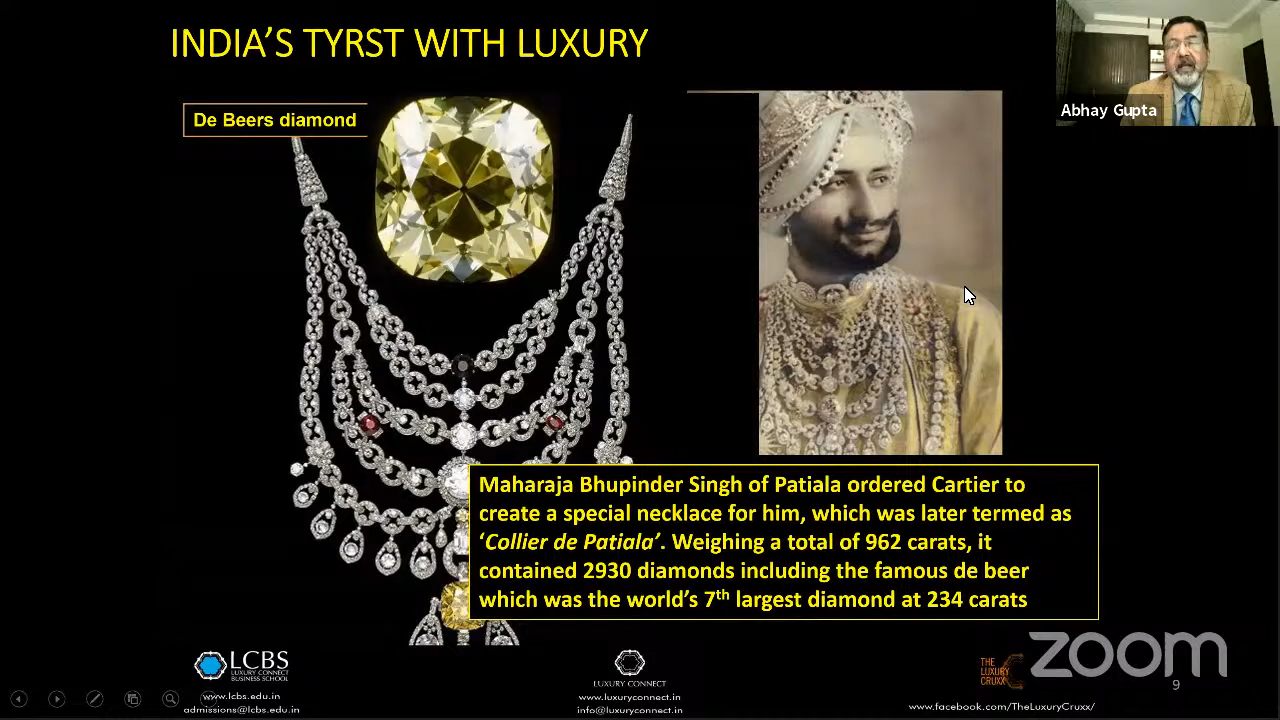 INDIA'S TYRST WITH LUXURY
De Beers diamond
Abhay Gupta
Maharaja Bhupinder Singh of Patiala ordered Cartier to
create a special necklace for him, which was later termed as
‘Collier de Patiala’. Weighing a total of 962 carats, it
contained 2930 diamonds including the famous de beer
which was the world’s 7th largest diamond at 234 carats
LCBS
LUXURY CONNECT
BUSINESS SCHOOL
www.lcbs.edu.in
admissions@lcbs.edu.in
LUXURY CONNECT
www.luxuryconnect.in
info@luxuryconnect.in
THE
LUXURY
CRUXX
www.facebook.com/TheLuxuryCruxx/
zoom
9